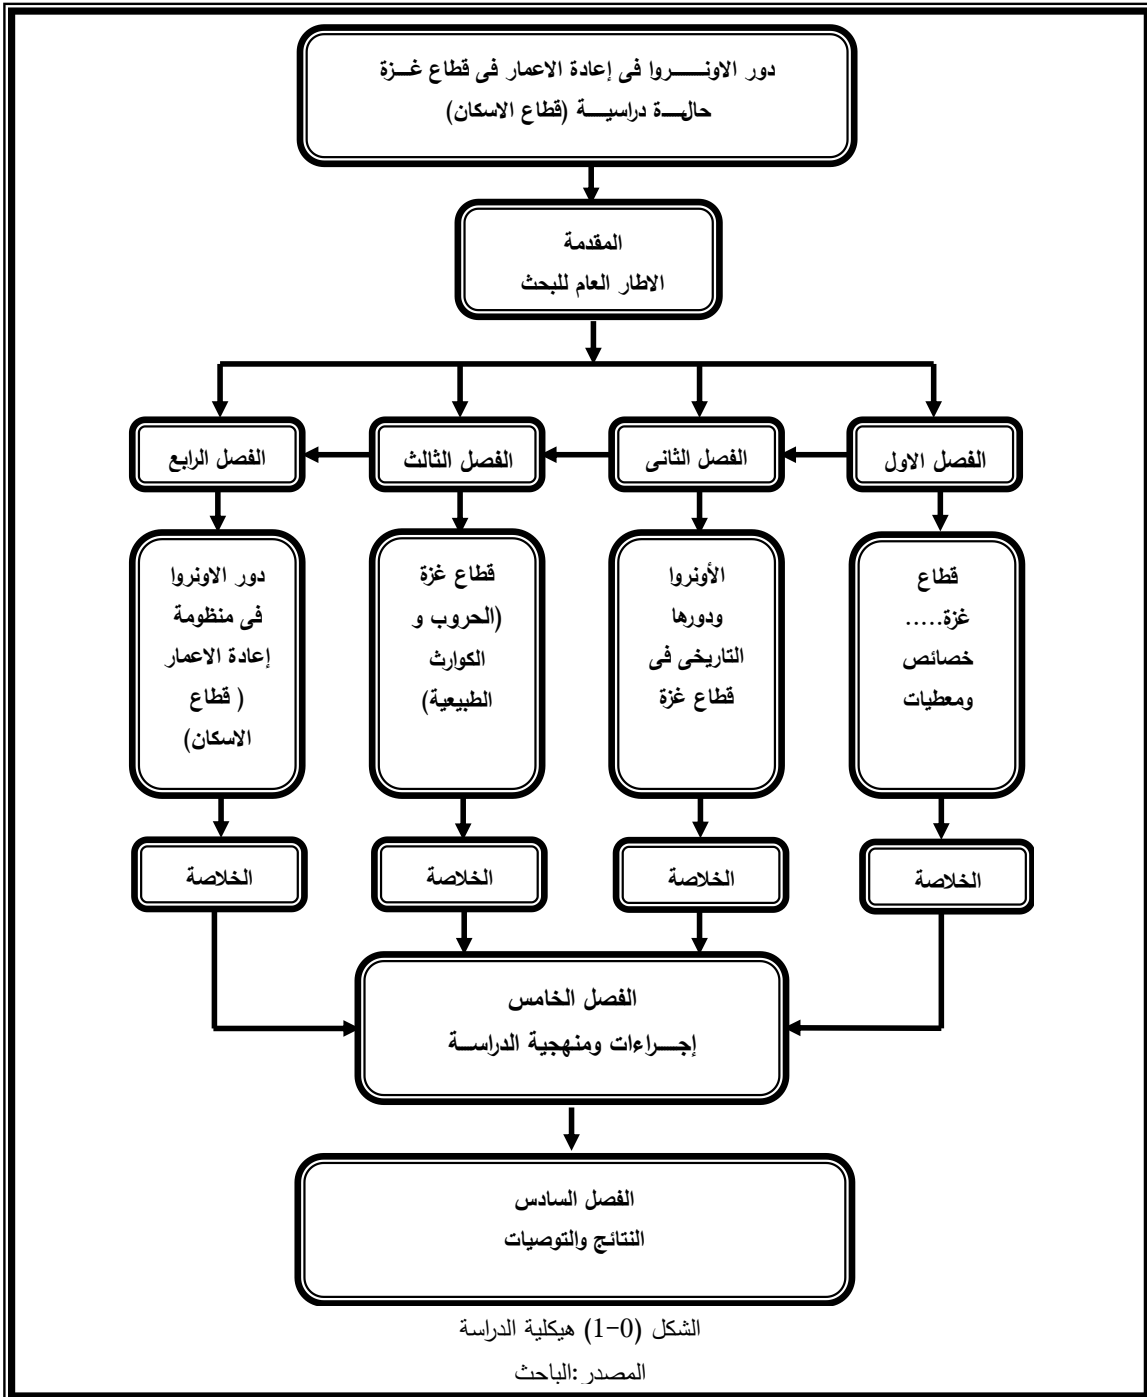 دور الاونـــــروا فى إعادة الاعمار فى قطاع غـــزة
حالـــة دراسيـــة (قطاع الاسكان)
المقدمة
الاطار العام للبحث
الفصل الاول
الفصل الثانى
الفصل الثالث
الفصل الرابع
قطاع
غزة.....
خصائص
ومعطيات
الأونروا
ودورها
التاريخى فى
قطاع غزة
قطاع غزة
(الحروب و
الكوارث
الطبيعية)
دور الاونروا
فى منظومة
إعادة الاعمار
( قطاع
الاسكان)
الخلاصة
الخلاصة
الخلاصة
الخلاصة
الفصل الخامس
إجـــراءات ومنهجية الدراســـة
الفصل السادس
النتائج والتوصيات
الشكل (0-1) هيكلية الدراسة
المصدر:الباحث